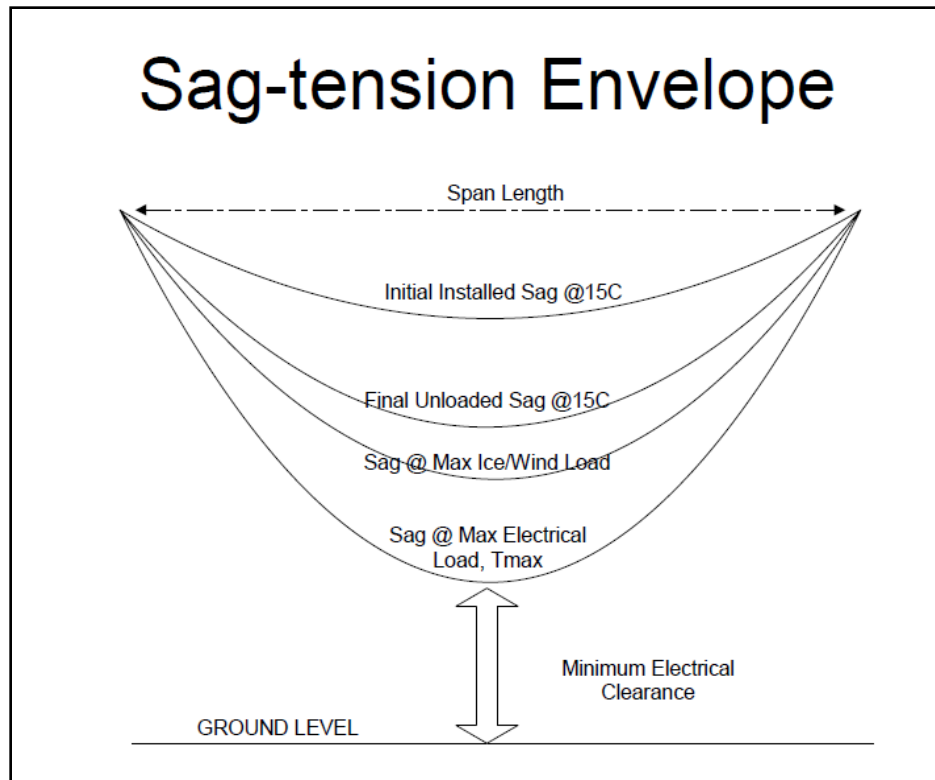 Sag-tension Envelope
Span Length
Initial Installed Sag @15C
Final Unloaded Sag @15C
Sag @ Max Ice/Wind Load
Sag @ Max Electrical
Load, Tmax
Minimum Electrical
Clearance
GROUND LEVEL